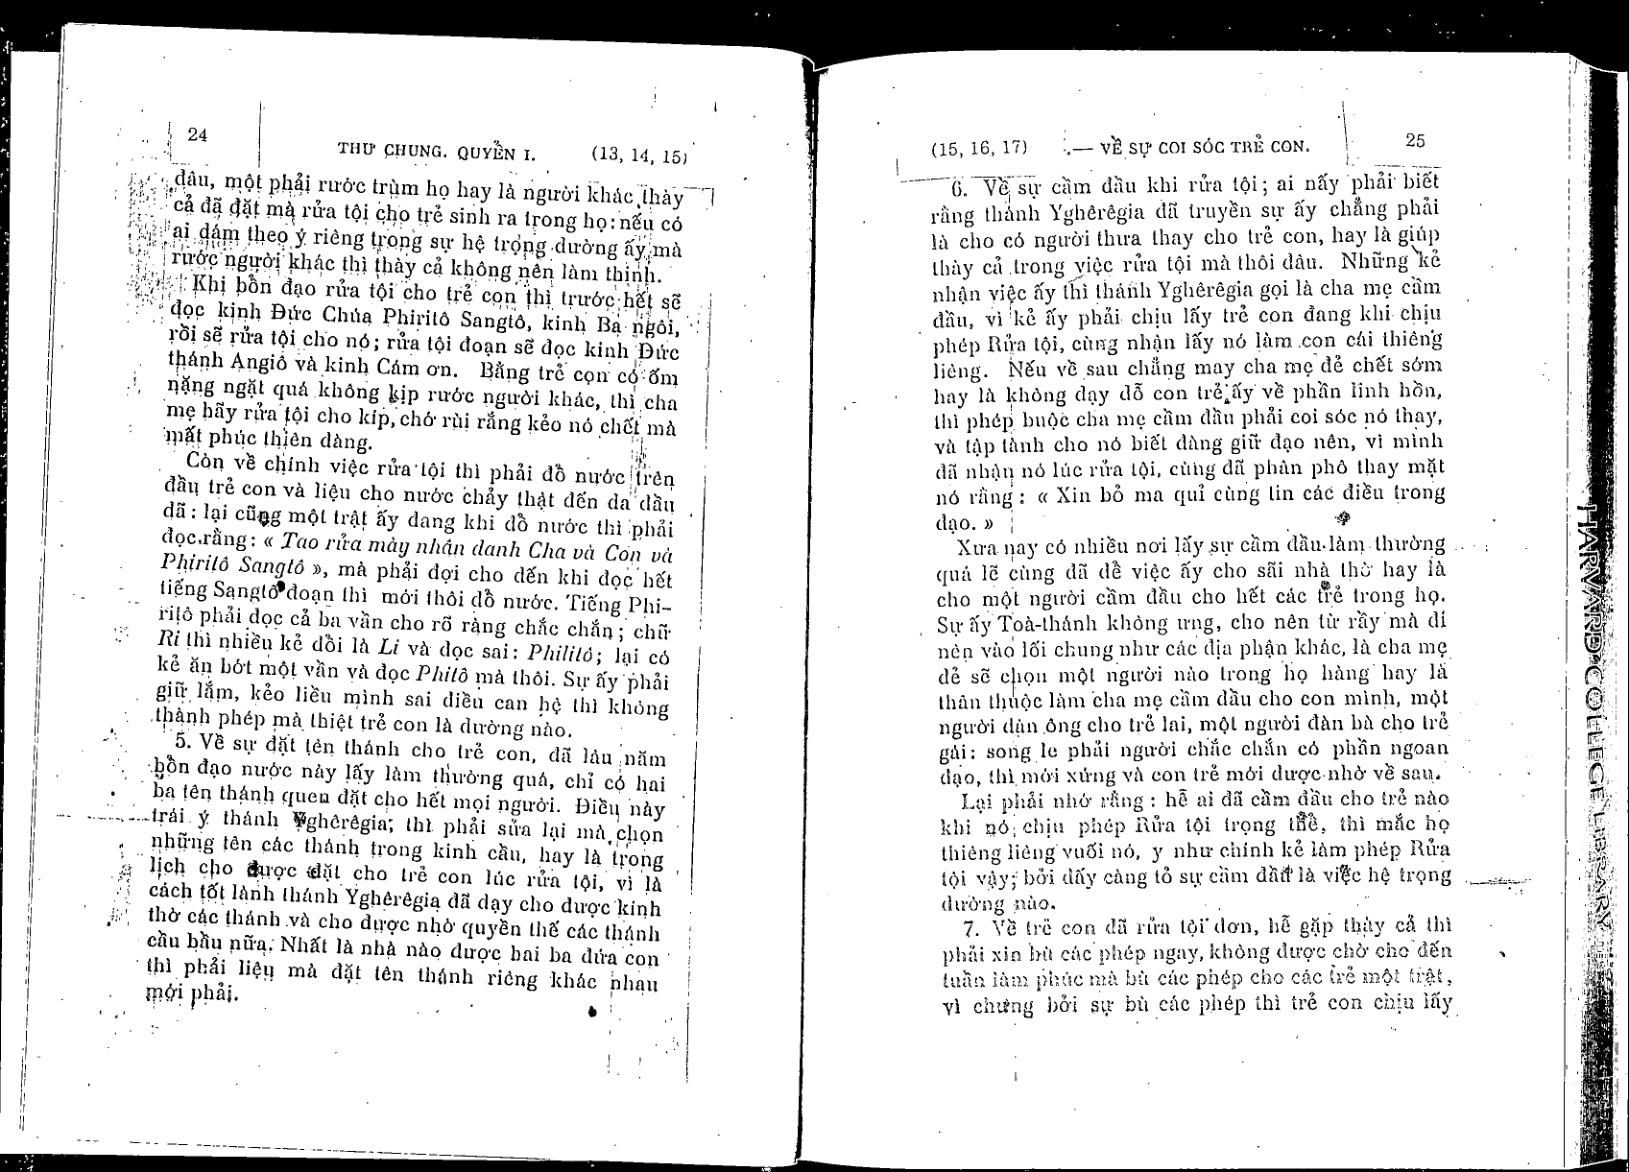 24
THƯ CHUNG. QUYỂN I. (13, 14, 15)
dâu, một phải rước trùm họ hay là người khác thày
cả đã đặt mà rửa tội cho trẻ sinh ra trong họ: nếu có
ai dám theo ý riêng trong sự hệ trọng dường ấy mà
rước người khác thì thày cả không nên làm thinh.
Khi bổn đạo rửa tội cho trẻ con thì trước hết sẽ
đọc kinh Đức Chúa Phiritô Sangtô, kinh Ba ngôi,
rồi sẽ rửa tội cho nó; rửa tội đoạn sẽ đọc kinh Đức
thánh Angiô và kinh Cám ơn. Bằng trẻ con có ốm
nặng ngặt quá không kịp rước người khác, thì cha
mẹ hãy rửa tội cho kíp, chớ rùi rắng kẻo nó chết mà
mất phúc thiên đàng.
Còn về chính việc rửa tội thì phải đổ nước trên
đầu trẻ con và liệu cho nước chảy thật đến da đầu
đã: lại cũng một trật ấy đang khi đổ nước thì phải
đọc rằng: « Tao rửa mày nhân danh Cha và Con và
Phiritô Sangtô », mà phải đợi cho đến khi đọc hết
tiếng Sangtô đoạn thì mới thôi đổ nước. Tiếng Phi-
ritô phải đọc cả ba vần cho rõ ràng chắc chắn; chữ
Ri thì nhiều kẻ dồi là Li và đọc sai: Philitô; lại có
kẻ ăn bớt một vần và đọc Phitô mà thôi. Sự ấy phải
giữ lắm, kẻo liều mình sai điều can hệ thì không
thành phép mà thiệt trẻ con là dường nào.
5. Về sự đặt tên thánh cho trẻ con, đã lâu năm
bổn đạo nước này lấy làm thường quá, chỉ có hai
ba tên thánh quen đặt cho hết mọi người. Điều này
trái ý thánh Yghêrêgia; thì phải sửa lại mà chọn
những tên các thánh trong kinh cầu, hay là trong
lịch cho được đặt cho trẻ con lúc rửa tội, vì là
cách tốt lành thánh Yghêrêgia đã dạy cho được kính
thờ các thánh và cho được nhờ quyền thế các thánh
cầu bầu nữa. Nhất là nhà nào được hai ba đứa con
thì phải liệu mà đặt tên thánh riêng khác nhau
mới phải.
(15, 16, 17) .— VỀ SỰ COI SÓC TRẺ CON. 25
6. Về sự cầm đầu khi rửa tội; ai nấy phải biết
rằng thánh Yghêrêgia đã truyền sự ấy chẳng phải
là cho có người thưa thay cho trẻ con, hay là giúp
thày cả trong việc rửa tội mà thôi đâu. Những kẻ
nhận việc ấy thì thánh Yghêrêgia gọi là cha mẹ cầm
đầu, vì kẻ ấy phải chịu lấy trẻ con đang khi chịu
phép Rửa tội, cùng nhận lấy nó làm con cái thiêng
liêng. Nếu về sau chẳng may cha mẹ đẻ chết sớm
hay là không dạy dỗ con trẻ ấy về phần linh hồn,
thì phép buộc cha mẹ cầm đầu phải coi sóc nó thay,
và tập tành cho nó biết đàng giữ đạo nên, vì mình
đã nhận nó lúc rửa tội, cùng đã phân phô thay mặt
nó rằng: « Xin bỏ ma quỉ cùng tin các điều trong
đạo. »
Xưa nay có nhiều nơi lấy sự cầm đầu làm thường
quá lẽ cùng đã để việc ấy cho sãi nhà thờ hay là
cho một người cầm đầu cho hết các trẻ trong họ.
Sự ấy Toà-thánh không ưng, cho nên từ rầy mà đi
nên vào lối chung như các địa phận khác, là cha mẹ
đẻ sẽ chọn một người nào trong họ hàng hay là
thân thuộc làm cha mẹ cầm đầu cho con mình, một
người đàn ông cho trẻ lai, một người đàn bà cho trẻ
gái: song le phải người chắc chắn có phần ngoan
đạo, thì mới xứng và con trẻ mới được nhờ về sau.
Lại phải nhớ rằng: hễ ai đã cầm đầu cho trẻ nào
khi nó chịu phép Rửa tội trọng thể, thì mắc họ
thiêng liêng vuối nó, y như chính kẻ làm phép Rửa
tội vậy; bởi đấy càng tỏ sự cầm đầu là việc hệ trọng
dường nào.
7. Về trẻ con đã rửa tội đơn, hễ gặp thày cả thì
phải xin bù các phép ngay, không được chờ cho đến
tuần làm phúc mà bù các phép cho các trẻ một trật,
vì chưng bởi sự bù các phép thì trẻ con chịu lấy
HARVARD COLLEGE LIBRARY